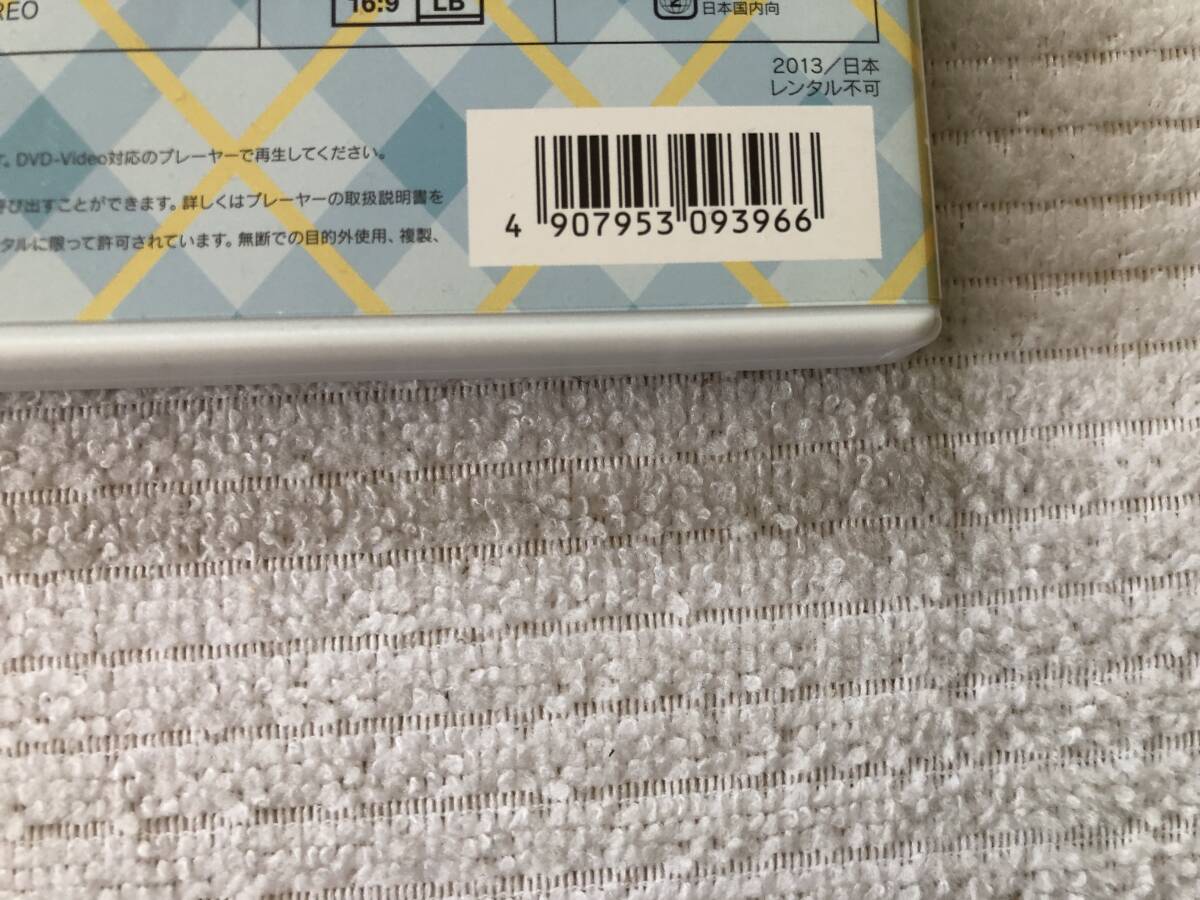 REO
16:9 LB
2
日本国内向
2013/日本
レンタル不可
DVD-Video対応のプレーヤーで再生してください。
び出すことができます。詳しくはプレーヤーの取扱説明書を
タルに限って許可されています。無断での目的外使用、複製、
4 907953 093966